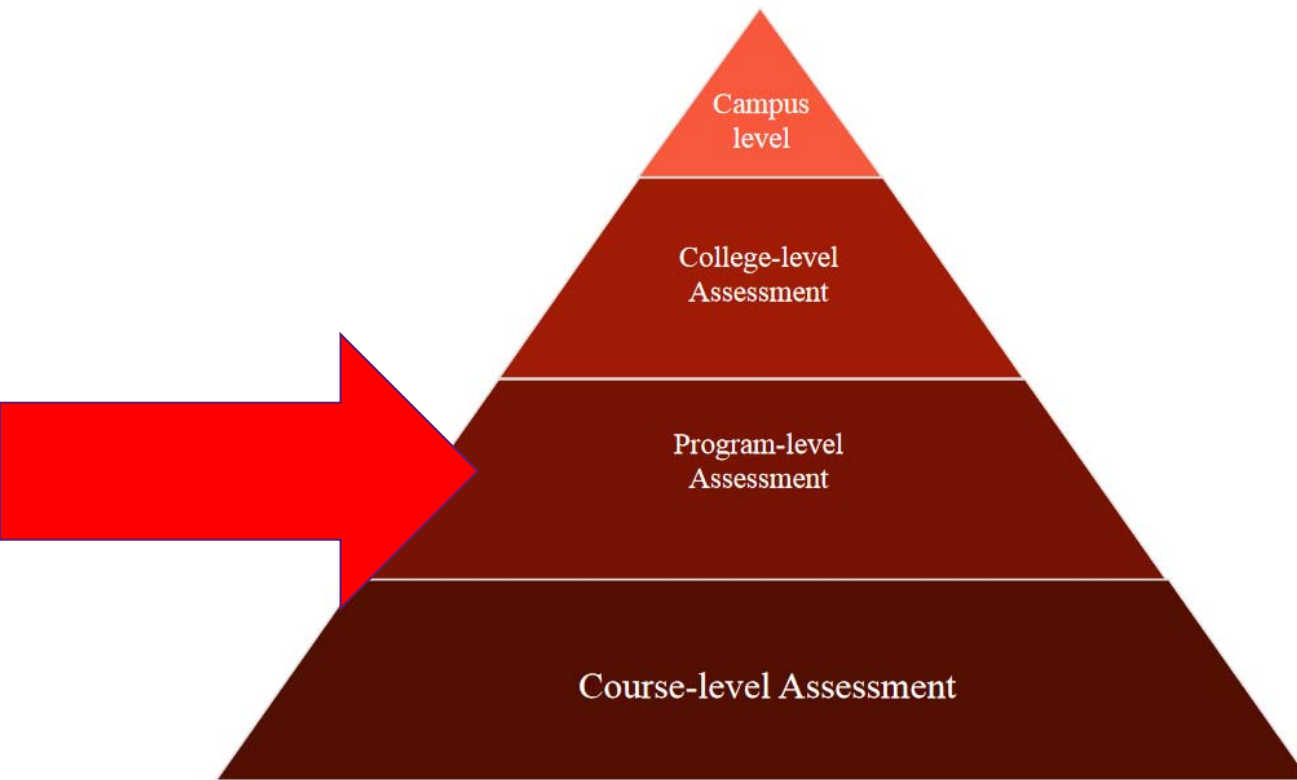 Campus
level
College-level
Assessment
Program-level
Assessment
Course-level Assessment